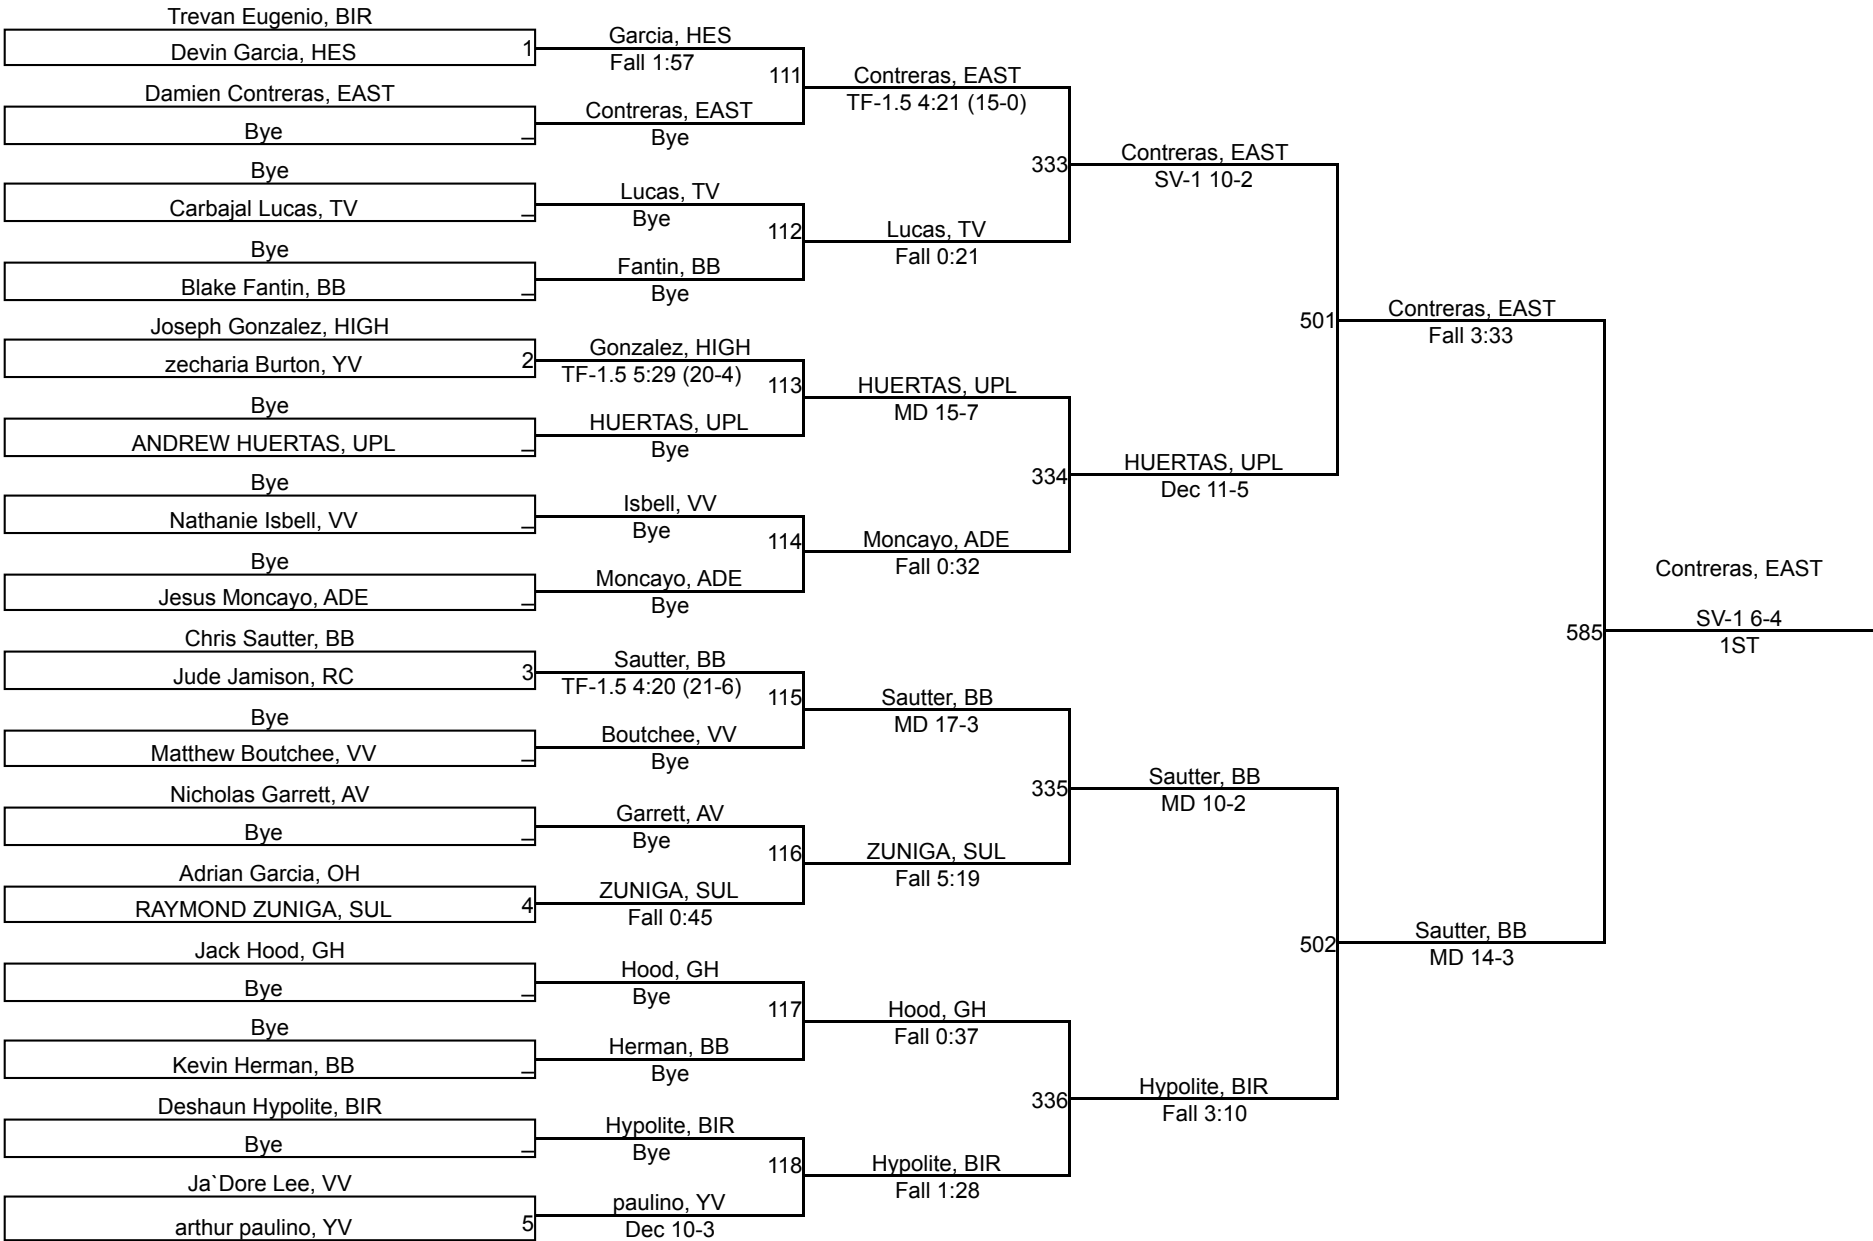 Trevan Eugenio, BIR
Devin Garcia, HES
1
Damien Contreras, EAST
Bye
_
Bye
Carbajal Lucas, TV
_
Bye
Blake Fantin, BB
_
Joseph Gonzalez, HIGH
zecharia Burton, YV
2
Bye
ANDREW HUERTAS, UPL
_
Bye
Nathanie Isbell, VV
_
Bye
Jesus Moncayo, ADE
_
Chris Sautter, BB
Jude Jamison, RC
3
Bye
Matthew Boutchee, VV
_
Nicholas Garrett, AV
Bye
_
Adrian Garcia, OH
RAYMOND ZUNIGA, SUL
4
Jack Hood, GH
Bye
_
Bye
Kevin Herman, BB
_
Deshaun Hypolite, BIR
Bye
_
Ja`Dore Lee, VV
arthur paulino, YV
5
Garcia, HES
Fall 1:57
111
Contreras, EAST
Bye
Lucas, TV
Bye
112
Fantin, BB
Bye
Gonzalez, HIGH
TF-1.5 5:29 (20-4)
113
HUERTAS, UPL
Bye
Isbell, VV
Bye
114
Moncayo, ADE
Bye
Sautter, BB
TF-1.5 4:20 (21-6)
115
Boutchee, VV
Bye
Garrett, AV
Bye
116
ZUNIGA, SUL
Fall 0:45
Hood, GH
Bye
117
Herman, BB
Bye
Hypolite, BIR
Bye
118
paulino, YV
Dec 10-3
Contreras, EAST
TF-1.5 4:21 (15-0)
333
Lucas, TV
Fall 0:21
HUERTAS, UPL
MD 15-7
334
Moncayo, ADE
Fall 0:32
Sautter, BB
MD 17-3
335
ZUNIGA, SUL
Fall 5:19
Hood, GH
Fall 0:37
336
Hypolite, BIR
Fall 1:28
Contreras, EAST
SV-1 10-2
501
HUERTAS, UPL
Dec 11-5
Sautter, BB
MD 10-2
502
Hypolite, BIR
Fall 3:10
Contreras, EAST
Fall 3:33
585
Sautter, BB
MD 14-3
Contreras, EAST
SV-1 6-4
1ST